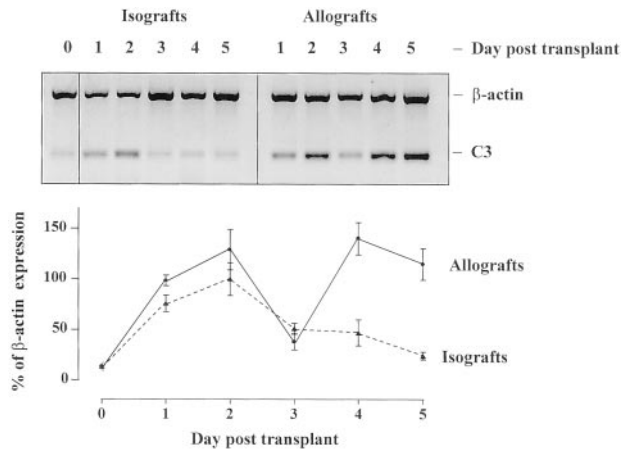 Isografts Allografts
0 1 2 3 4 5 1 2 3 4 5 – Day post transplant
– β-actin
– C3
% of β-actin expression
150
100
50
0
Allografts
Isografts
0 1 2 3 4 5
Day post transplant